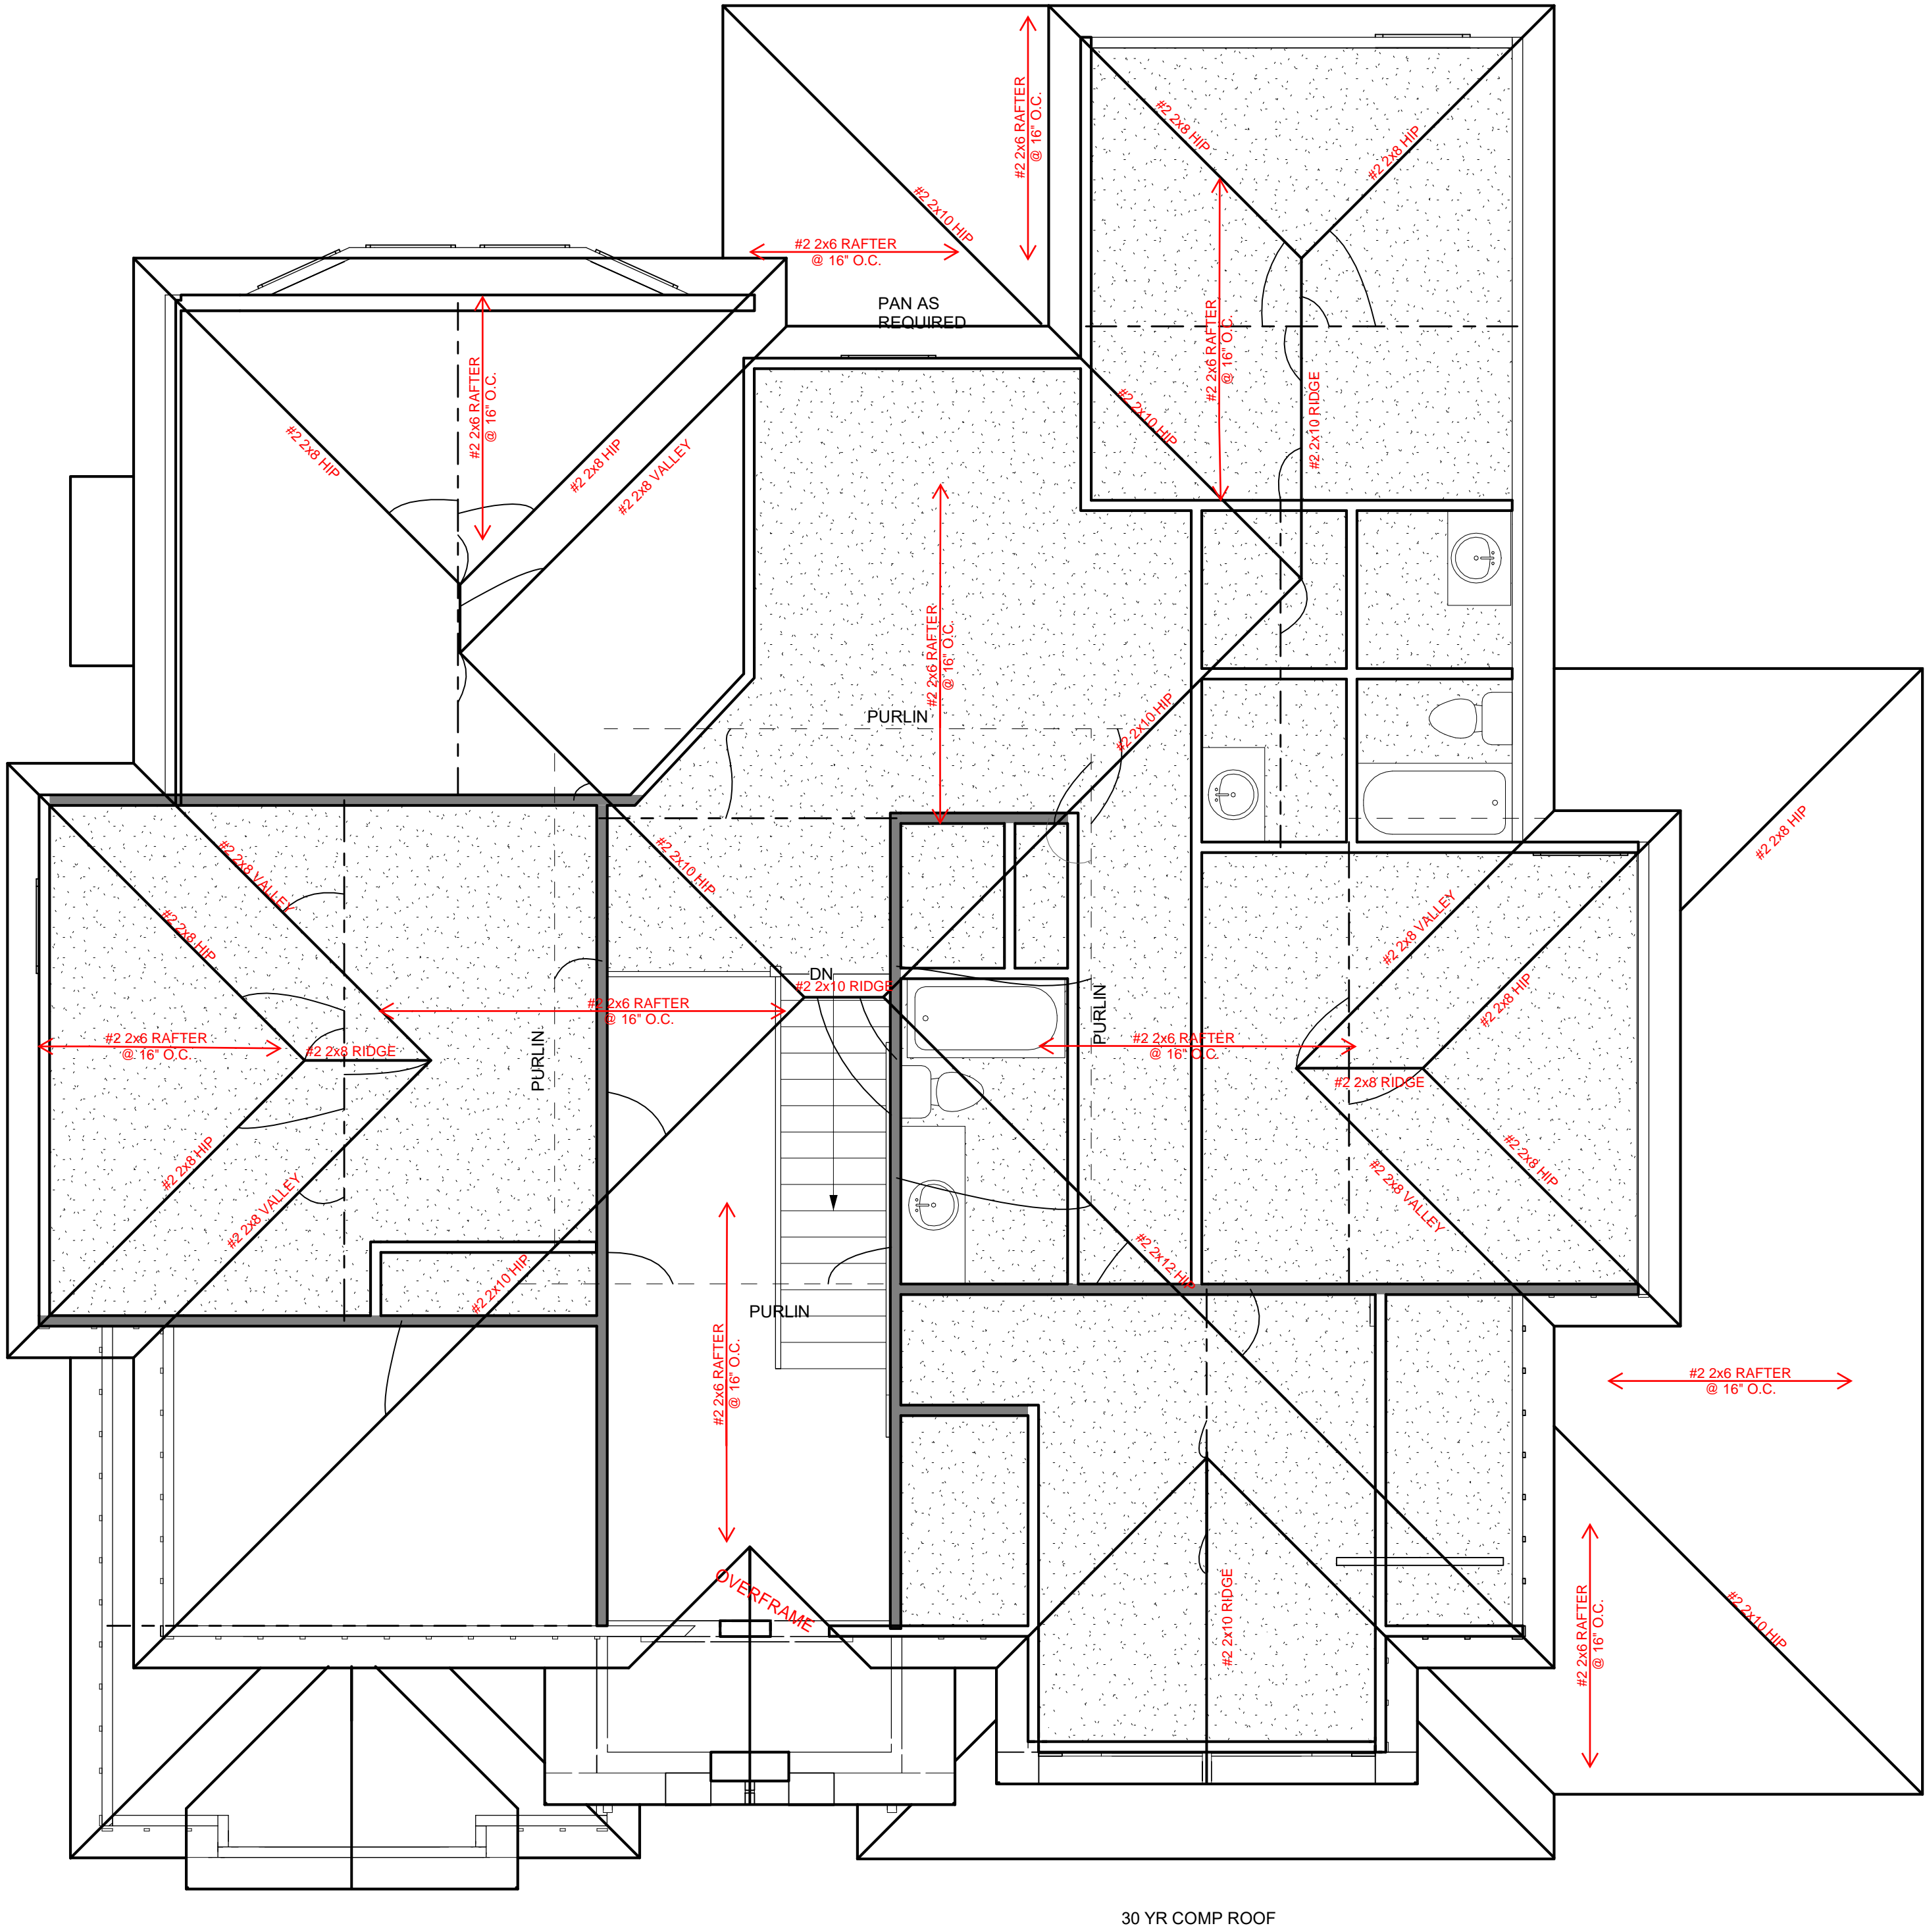 #2 2x6 RAFTER
@ 16" O.C.
#2 2x8 HIP
#2 2x8 HIP
#2 2x10 HIP
#2 2x6 RAFTER
@ 16" O.C.
PAN AS
REQUIRED
#2 2x6 RAFTER
@ 16" O.C.
#2 2x6 RAFTER
@ 16" O.C.
#2 2x10 RIDGE
#2 2x10 HIP
#2 2x8 HIP
#2 2x8 HIP
#2 2x8 VALLEY
#2 2x6 RAFTER
@ 16" O.C.
PURLIN
#2 2x10 HIP
#2 2x8 HIP
#2 2x8 VALLEY
#2 2x8 HIP
#2 2x10 HIP
#2 2x8 VALLEY
#2 2x8 HIP
DN
#2 2x10 RIDGE
#2 2x6 RAFTER
@ 16" O.C.
#2 2x6 RAFTER
@ 16" O.C.
#2 2x8 RIDGE
PURLIN
PURLIN
#2 2x6 RAFTER
@ 16" O.C.
#2 2x8 RIDGE
#2 2x8 HIP
#2 2x8 VALLEY
#2 2x8 VALLEY
#2 2x8 HIP
#2 2x10 HIP
#2 2x12 HIP
PURLIN
#2 2x6 RAFTER
@ 16" O.C.
#2 2x6 RAFTER
@ 16" O.C.
OVERFRAME
#2 2x10 RIDGE
#2 2x6 RAFTER
@ 16" O.C.
#2 2x10 HIP
30 YR COMP ROOF